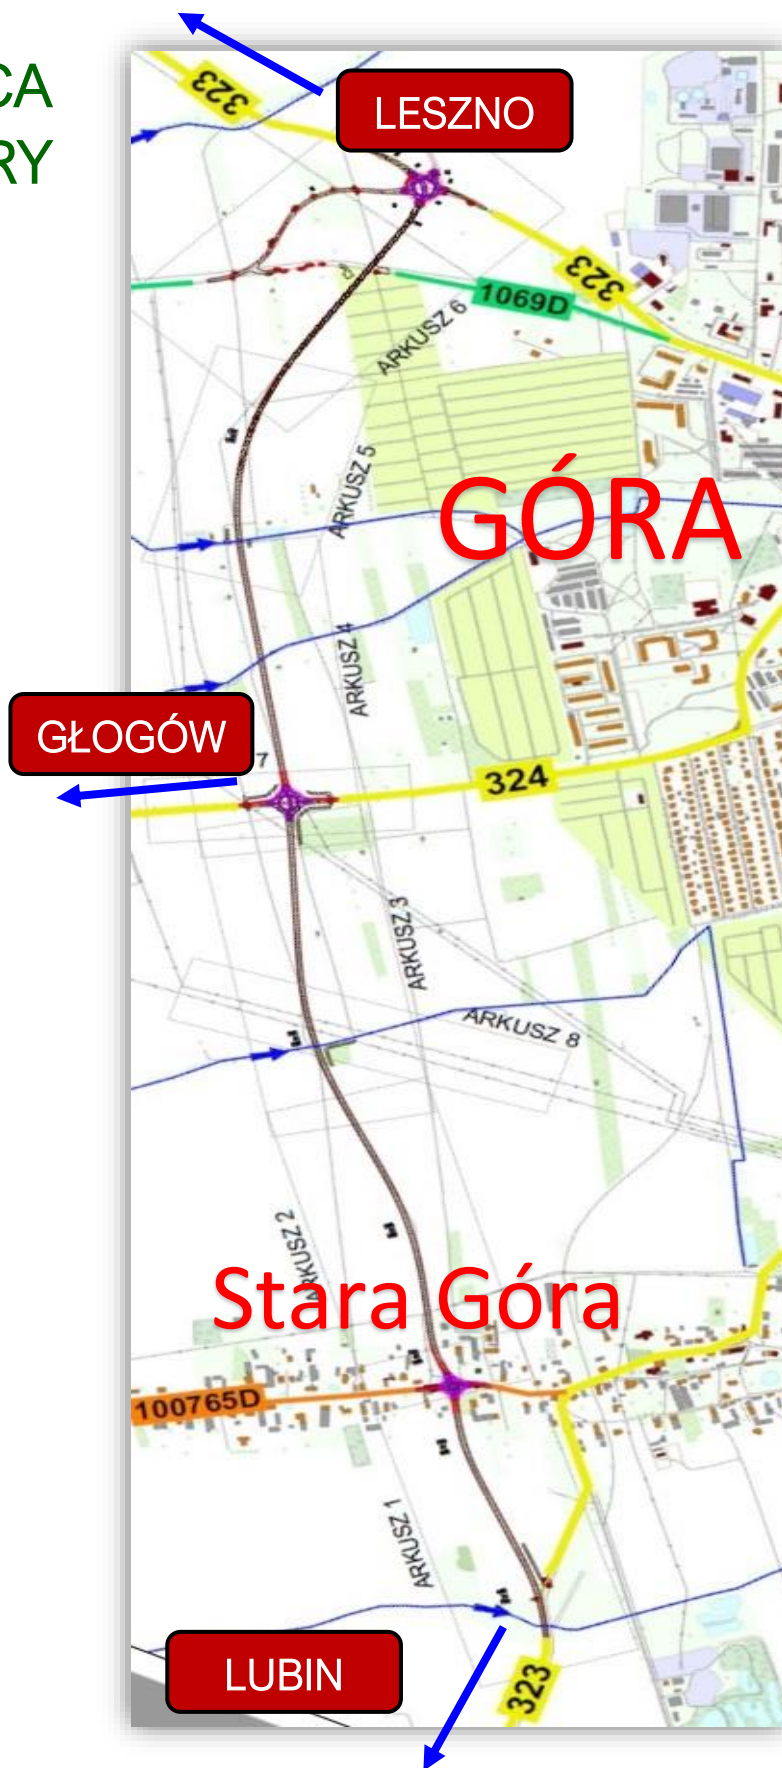 CA
RY
LESZNO
323
323
1069D
ARKUSZ 6
ARKUSZ 5
GÓRA
ARKUSZ 4
GŁOGÓW
7
324
ARKUSZ 3
ARKUSZ 8
ARKUSZ 2
Stara Góra
100765D
ARKUSZ 1
LUBIN
323